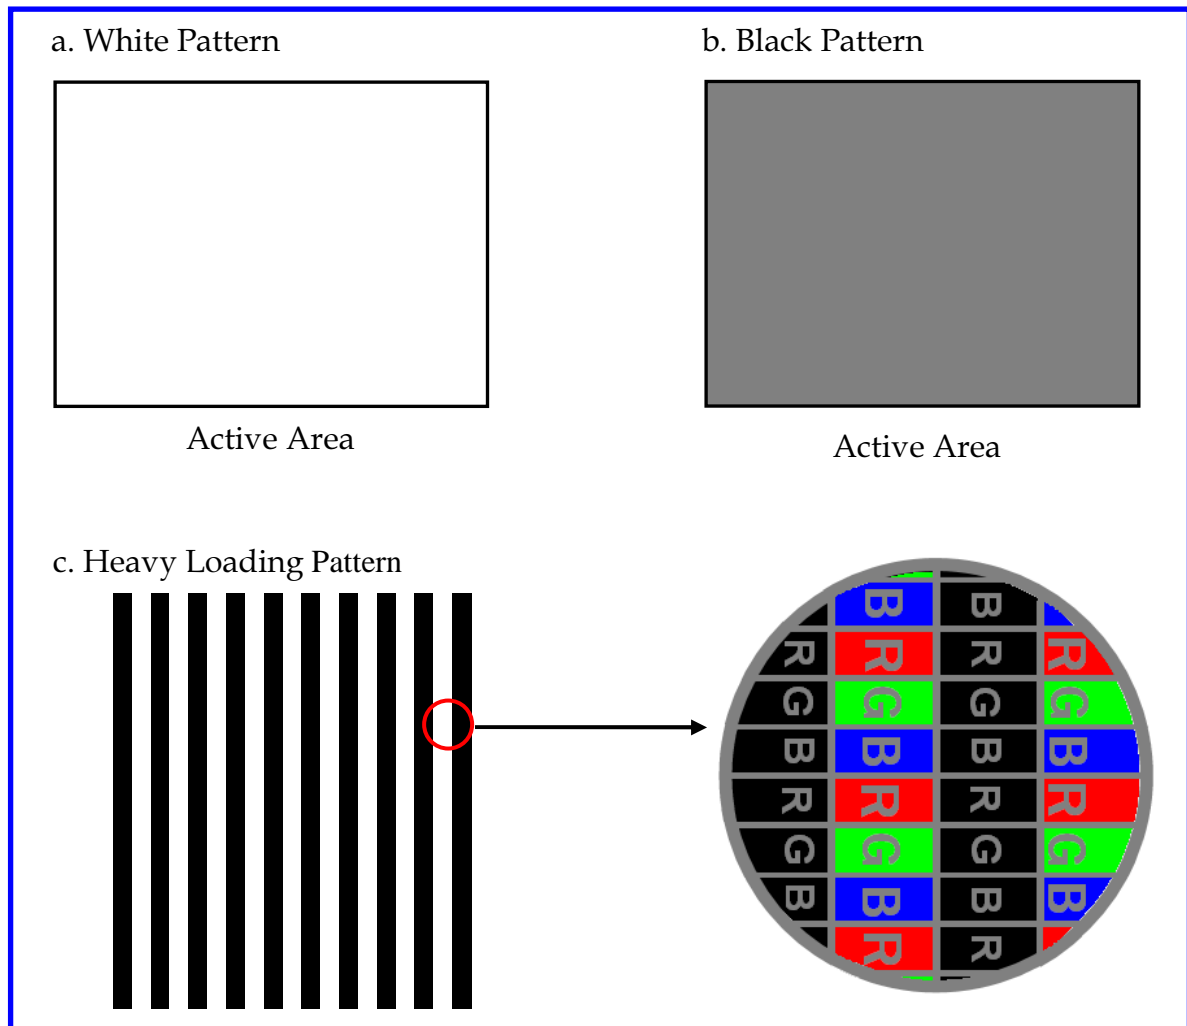 a. White Pattern
b. Black Pattern
Active Area
Active Area
c. Heavy Loading Pattern
B B
R R R R
G G G G
B B B B
R R R R
G G G G
B B B B
R R